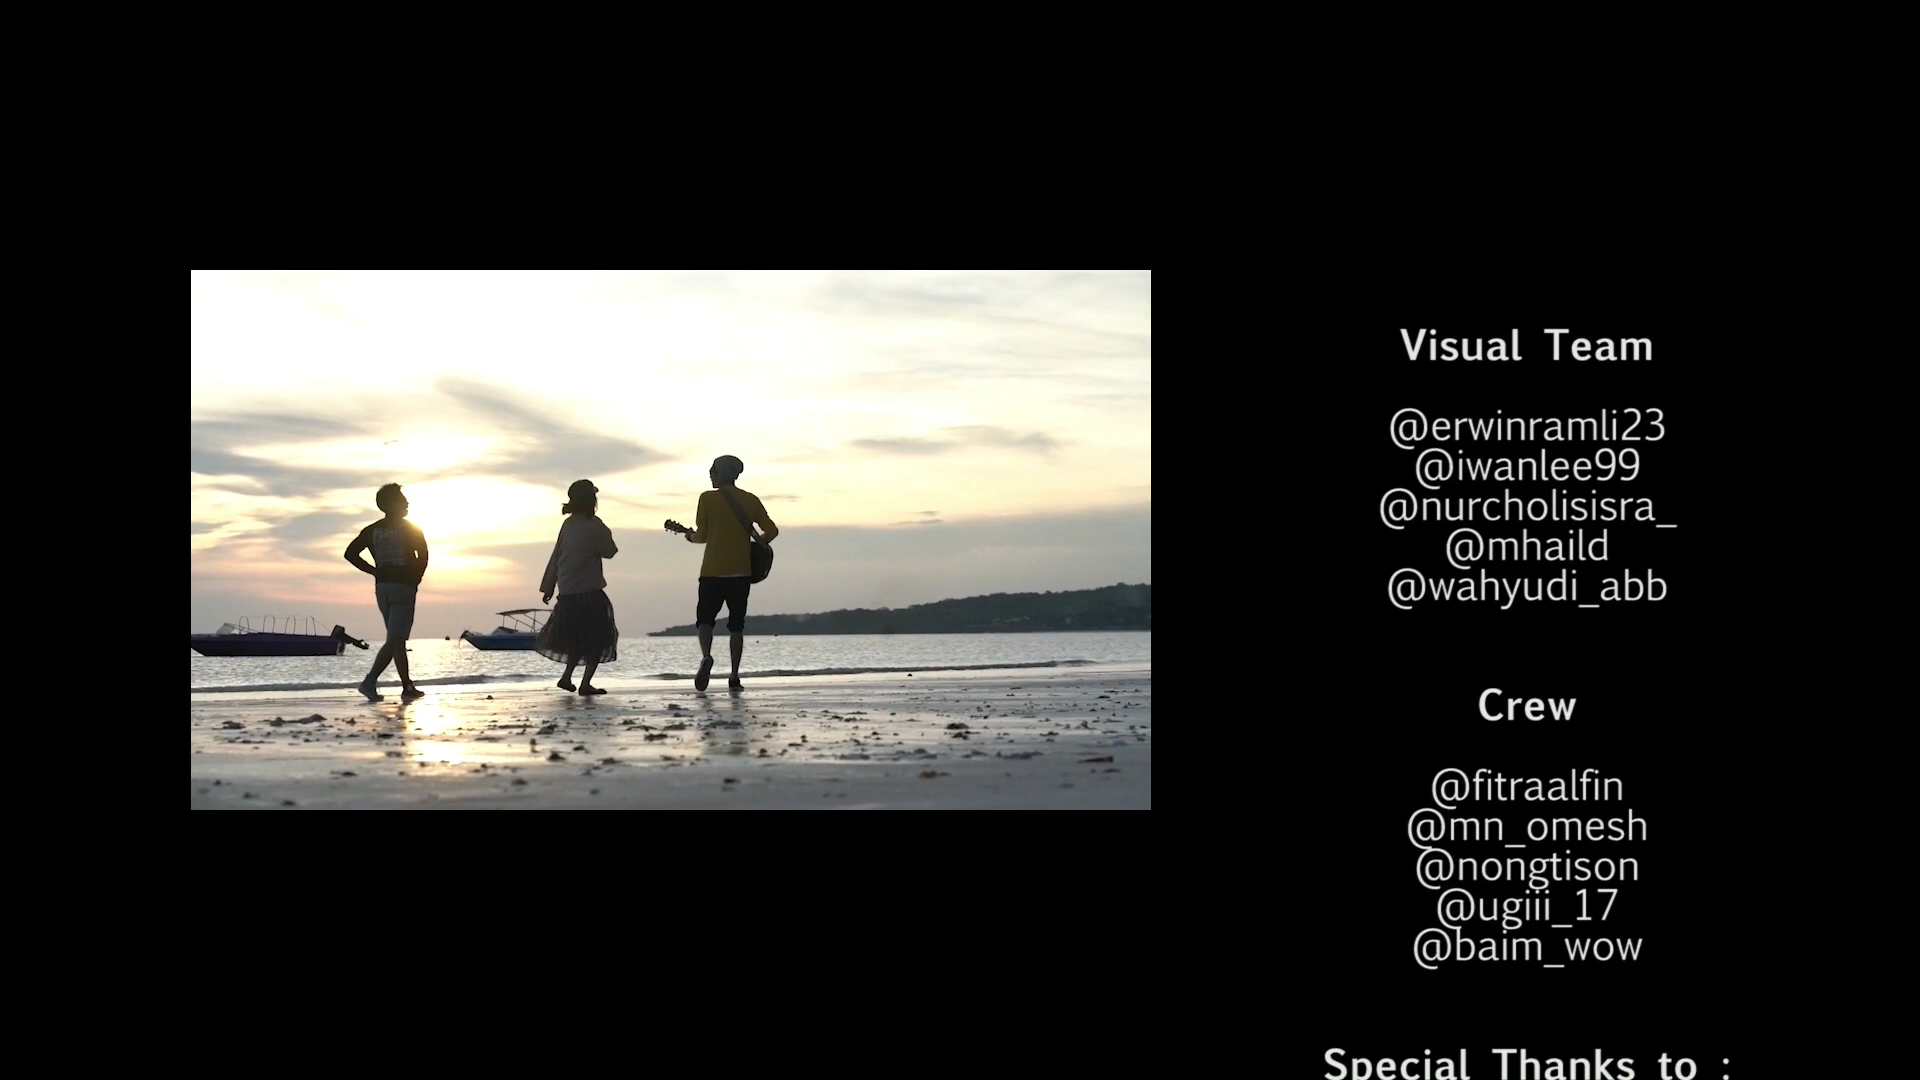 Visual Team
@erwinramli23
@iwanlee99
@nurcholisisra_
@mhaild
@wahyudi_abb
Crew
@fitraalfin
@mn_omesh
@nongtison
@ugiii_17
@baim_wow
Special Thanks to :